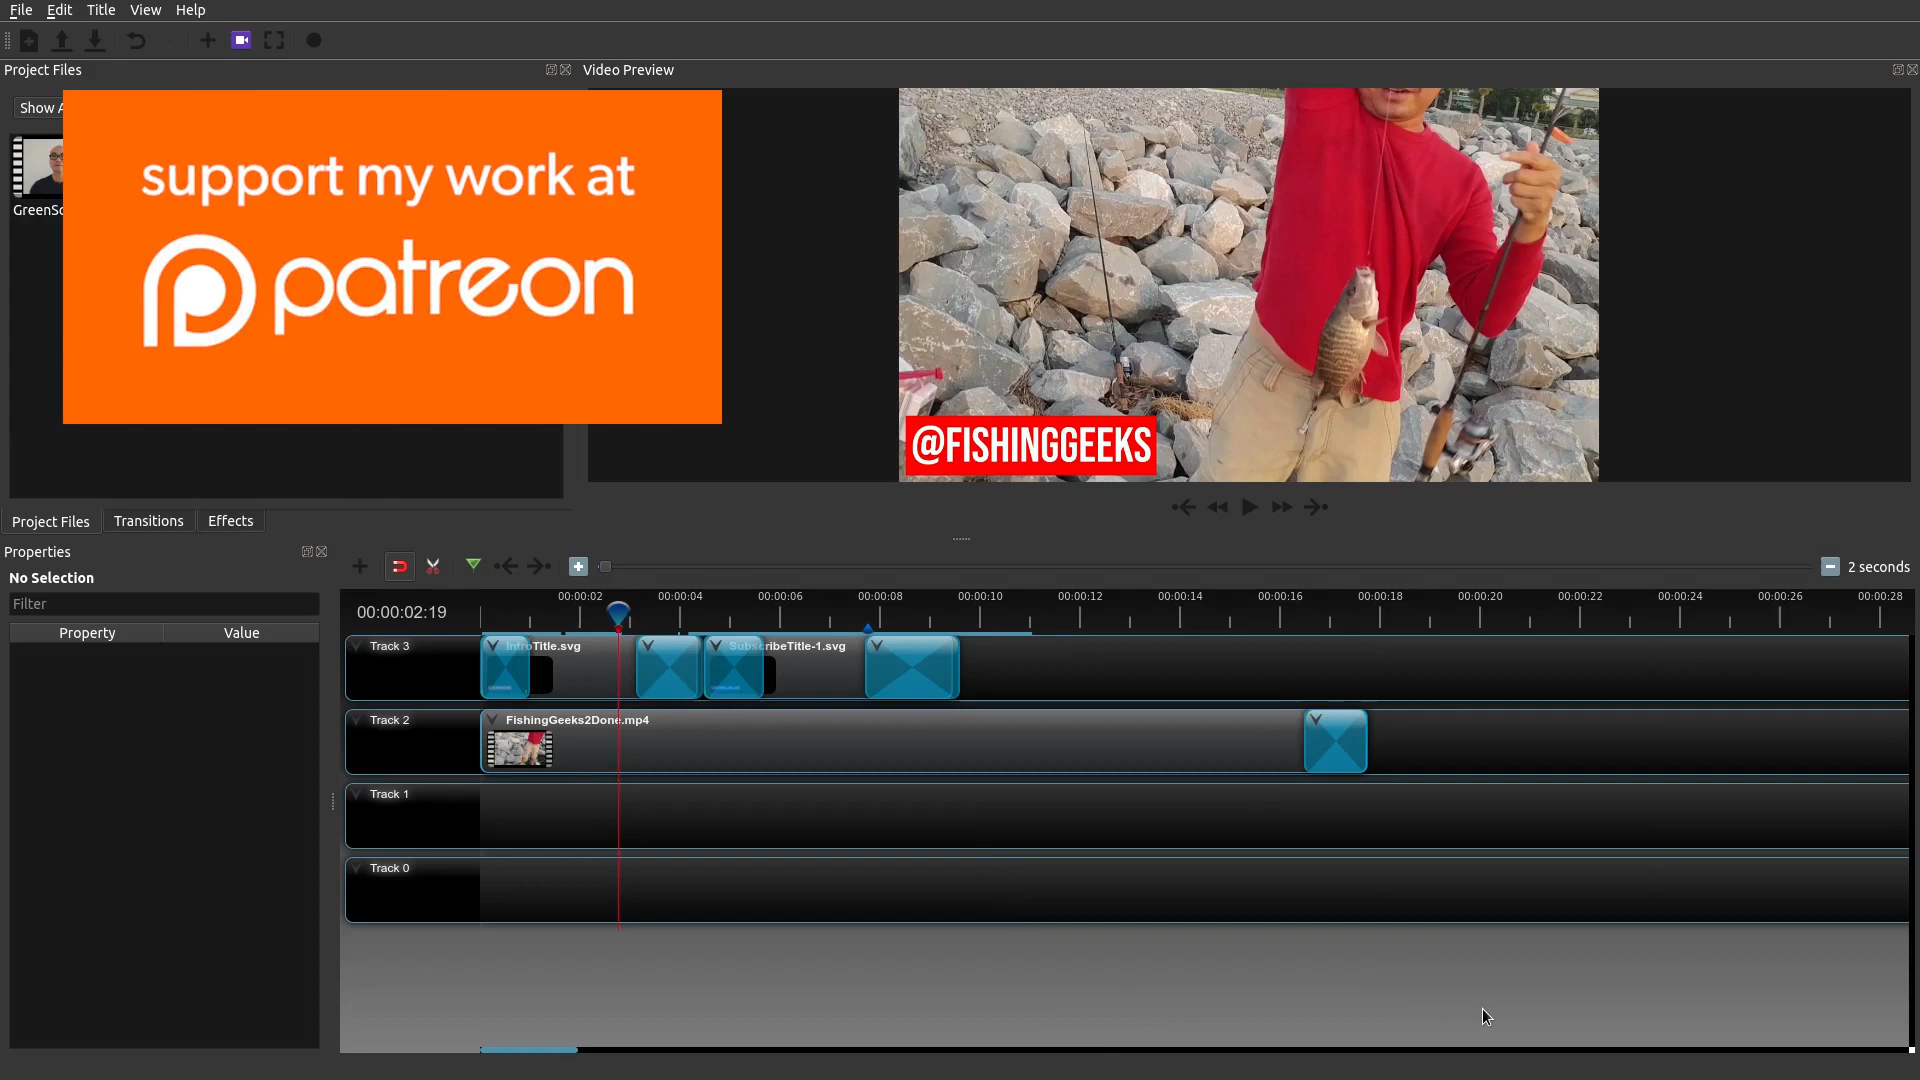 File Edit Title View Help
Project Files
Video Preview
Show A
support my work at
patreon
GreenSc
@FISHINGGEEKS
Project Files Transitions Effects
Properties
No Selection
Filter
Property Value
2 seconds
00:00:02:19
00:00:02 00:00:04 00:00:06 00:00:08 00:00:10 00:00:12 00:00:14 00:00:16 00:00:18 00:00:20 00:00:22 00:00:24 00:00:26 00:00:28
Track 3
IntroTitle.svg
SubscribeTitle-1.svg
Track 2
FishingGeeks2Done.mp4
Track 1
Track 0